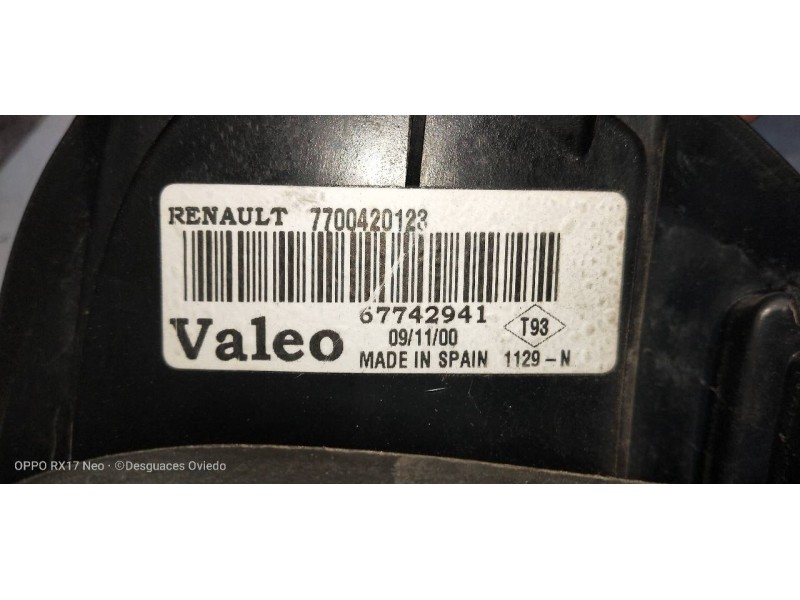 RENAULT 7700420123
67742941
Valeo 09/11/00 T93
MADE IN SPAIN 1129-N
OPPO RX17 Neo · ©Desguaces Oviedo